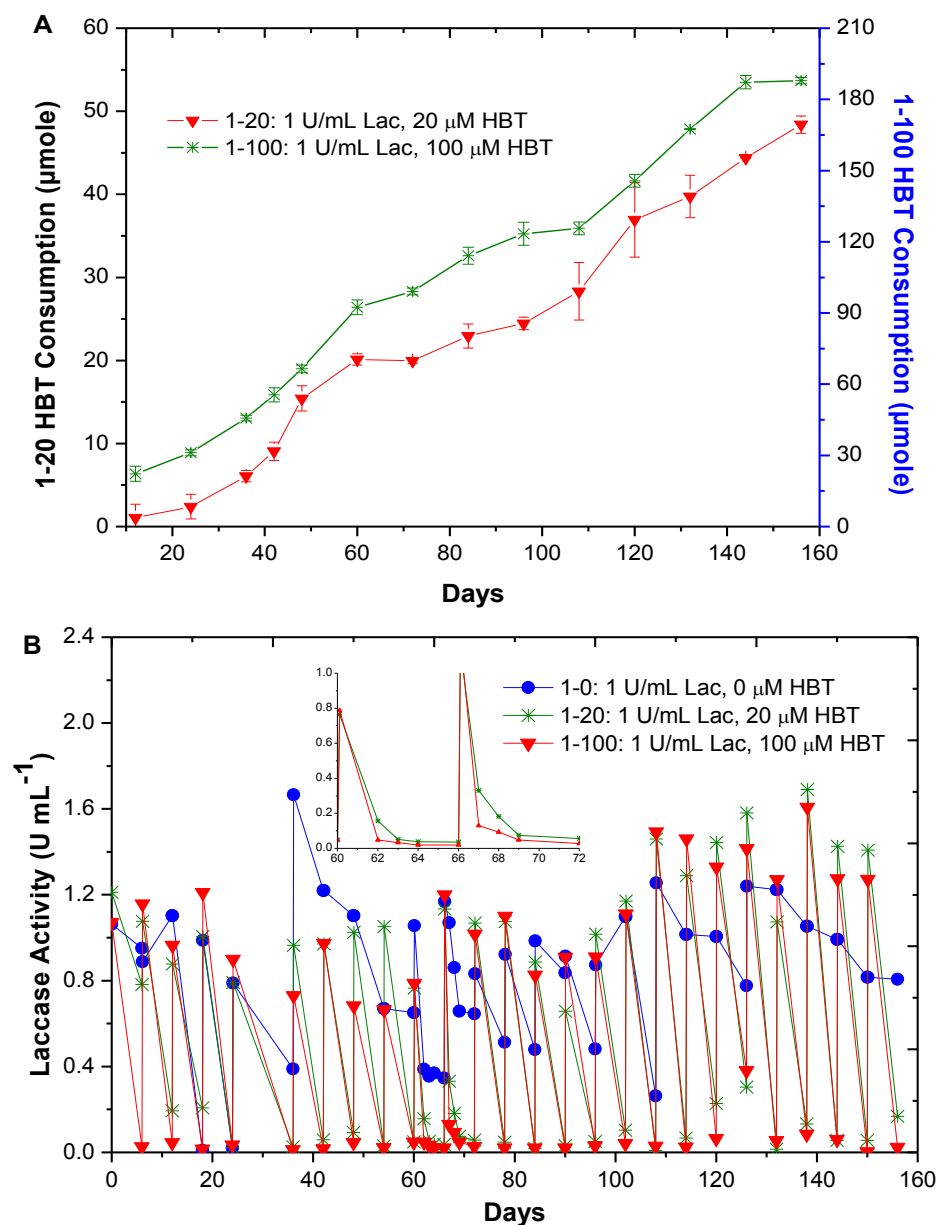 A
60
50
40
30
20
10
0
1-20 HBT Consumption (µmole)
210
180
150
120
90
60
30
0
1-100 HBT Consumption (µmole)
1-20: 1 U/mL Lac, 20 µM HBT
1-100: 1 U/mL Lac, 100 µM HBT
20 40 60 80 100 120 140 160
Days
B
2.4
2.0
1.6
1.2
0.8
0.4
0.0
Laccase Activity (U mL-1)
1.0
0.8
0.6
0.4
0.2
0.0
60 62 64 66 68 70 72
1-0: 1 U/mL Lac, 0 µM HBT
1-20: 1 U/mL Lac, 20 µM HBT
1-100: 1 U/mL Lac, 100 µM HBT
0 20 40 60 80 100 120 140 160
Days